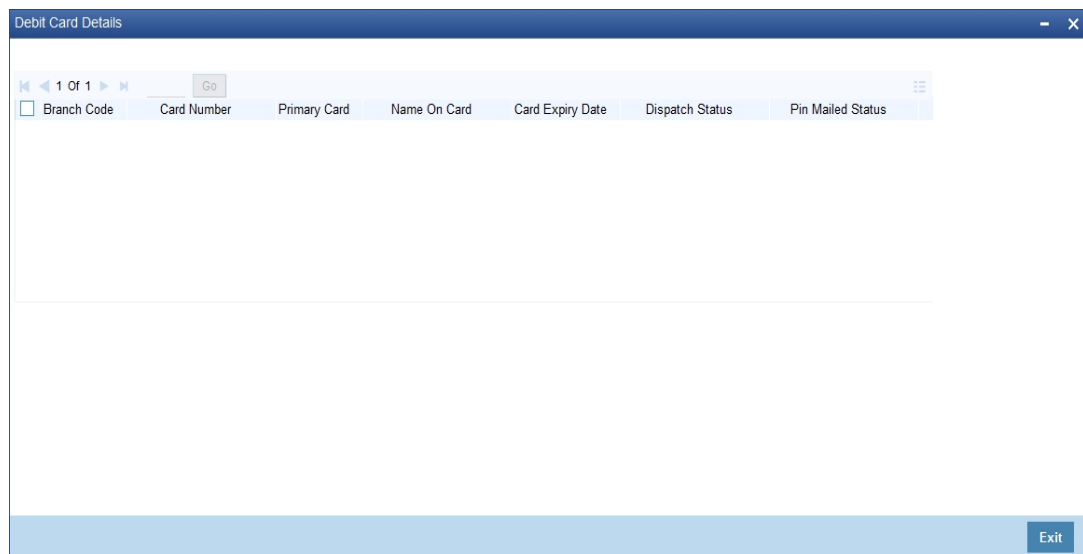 Debit Card Details
1 Of 1 Go
Branch Code Card Number Primary Card Name On Card Card Expiry Date Dispatch Status Pin Mailed Status
Exit